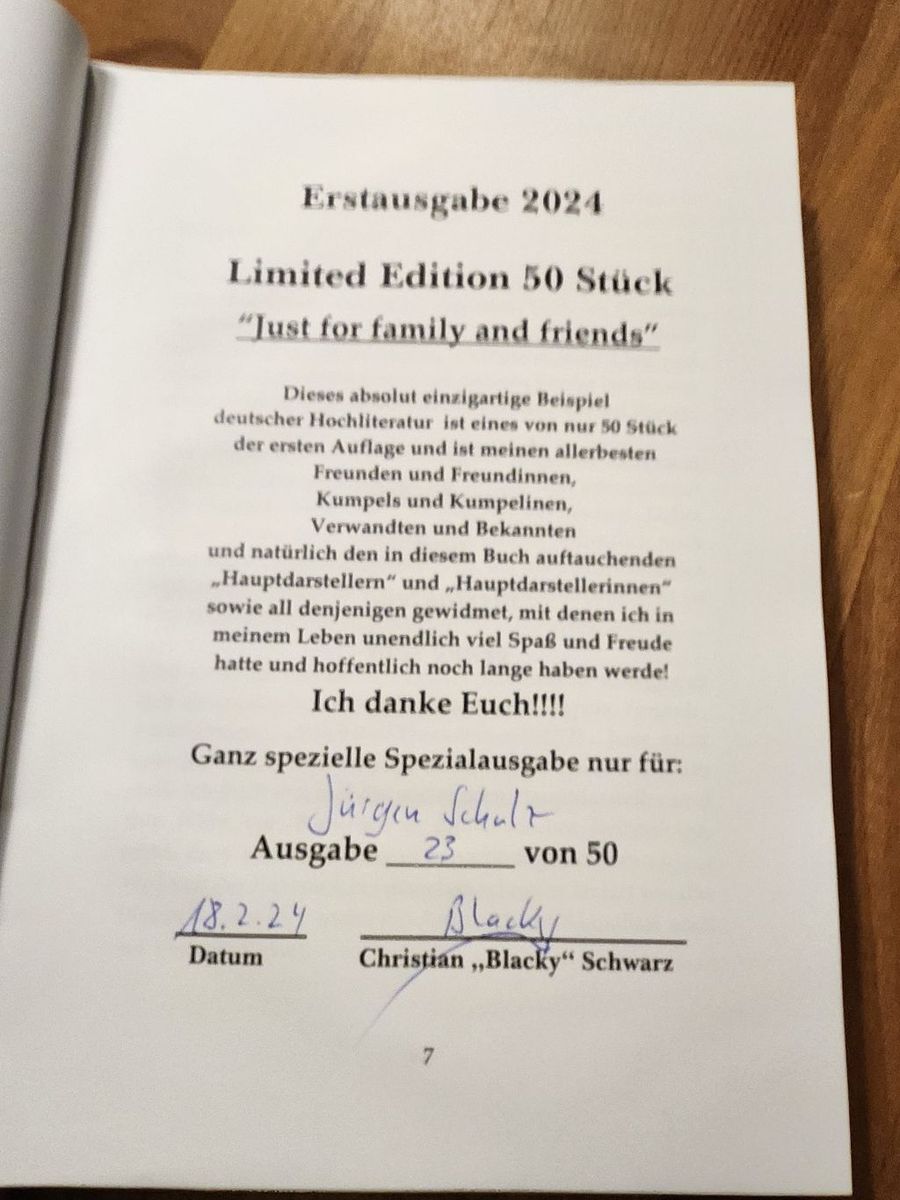 Erstausgabe 2024
Limited Edition 50 Stück
"Just for family and friends"
Dieses absolut einzigartige Beispiel
deutscher Hochliteratur ist eines von nur 50 Stück
der ersten Auflage und ist meinen allerbesten
Freunden und Freundinnen,
Kumpels und Kumpelinen,
Verwandten und Bekannten
und natürlich den in diesem Buch auftauchenden
„Hauptdarstellern“ und „Hauptdarstellerinnen“
sowie all denjenigen gewidmet, mit denen ich in
meinem Leben unendlich viel Spaß und Freude
hatte und hoffentlich noch lange haben werde!
Ich danke Euch!!!!
Ganz spezielle Spezialausgabe nur für:
Jürgen Schulz
Ausgabe 23 von 50
18.2.24 Blacky
Datum Christian „Blacky“ Schwarz
7